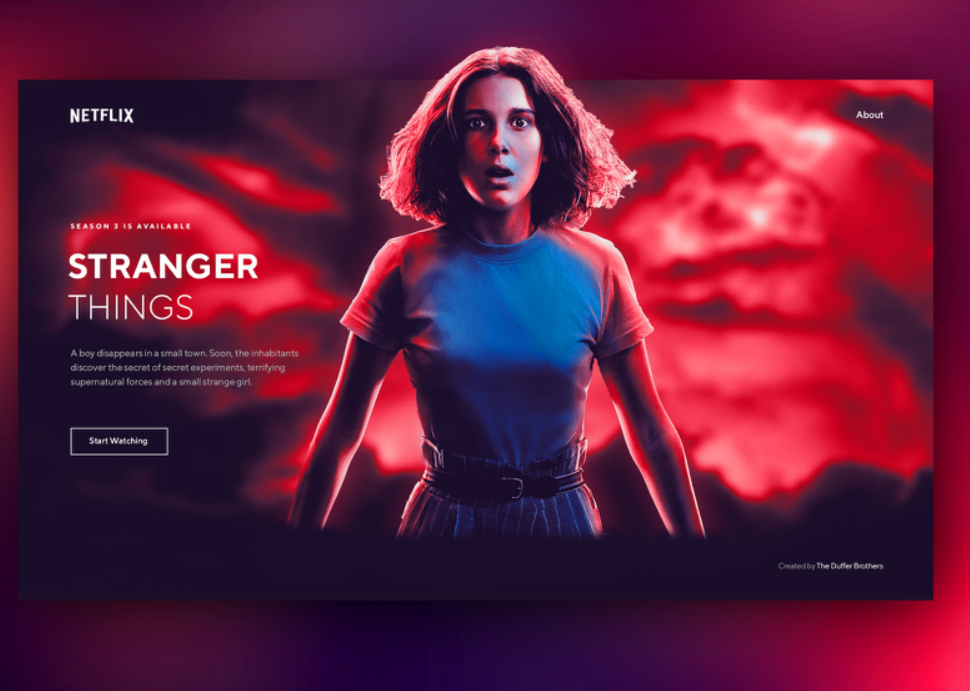 NETFLIX
About
SEASON 3 IS AVAILABLE
STRANGER
THINGS
A boy disappears in a small town. Soon, the inhabitants
discover the secret of secret experiments, terrifying
supernatural forces and a small strange girl.
Start Watching
Created by The Duffer Brothers